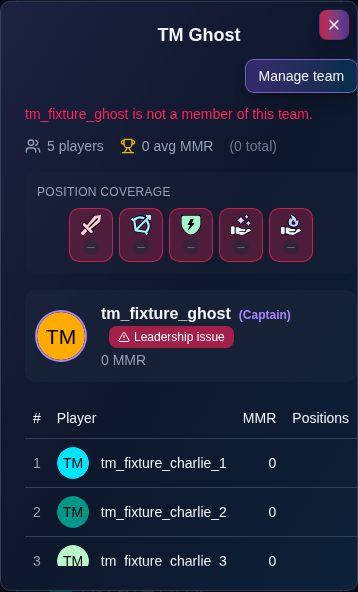 TM Ghost
Manage team
tm_fixture_ghost is not a member of this team.
5 players 0 avg MMR (0 total)
POSITION COVERAGE
– – – – –
TM tm_fixture_ghost (Captain)
Leadership issue
0 MMR
# Player MMR Positions
1 TM tm_fixture_charlie_1 0
2 TM tm_fixture_charlie_2 0
3 TM tm_fixture_charlie_3 0